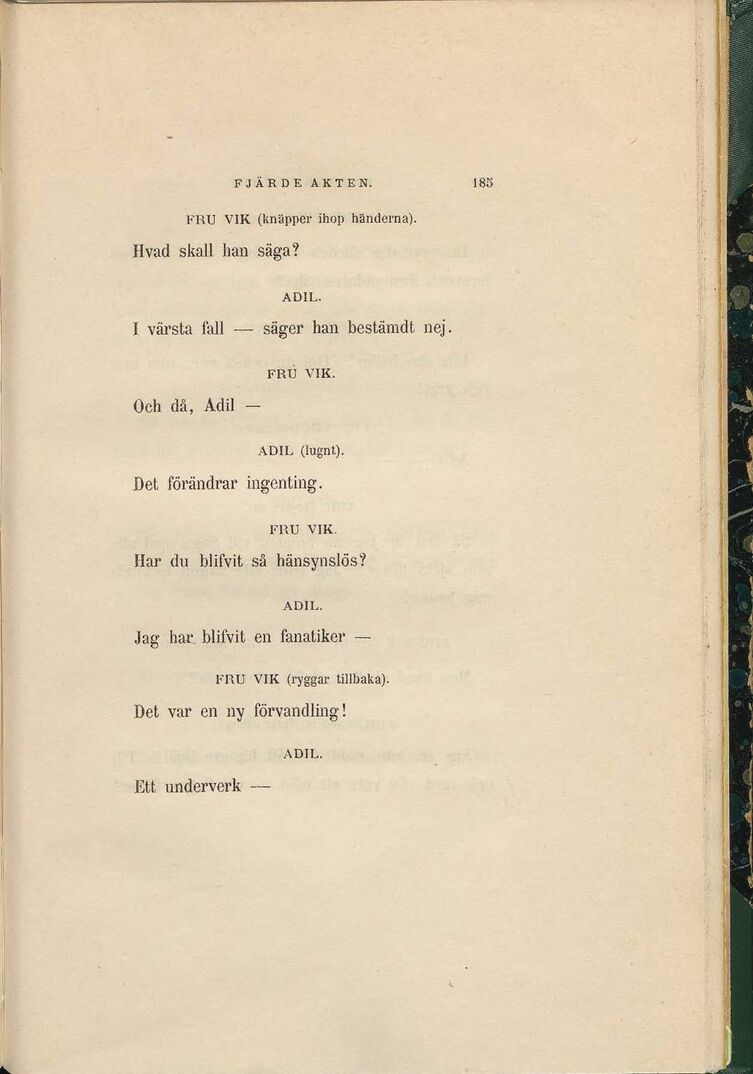 FJÄRDE AKTEN. 185
FRU VIK (knäpper ihop händerna).
Hvad skall han säga?
ADIL.
I värsta fall — säger han bestämdt nej.
FRU VIK.
Och då, Adil —
ADIL (lugnt).
Det förändrar ingenting.
FRU VIK.
Har du blifvit så hänsynslös?
ADIL.
Jag har blifvit en fanatiker —
FRU VIK (ryggar tillbaka).
Det var en ny förvandling!
ADIL.
Ett underverk —